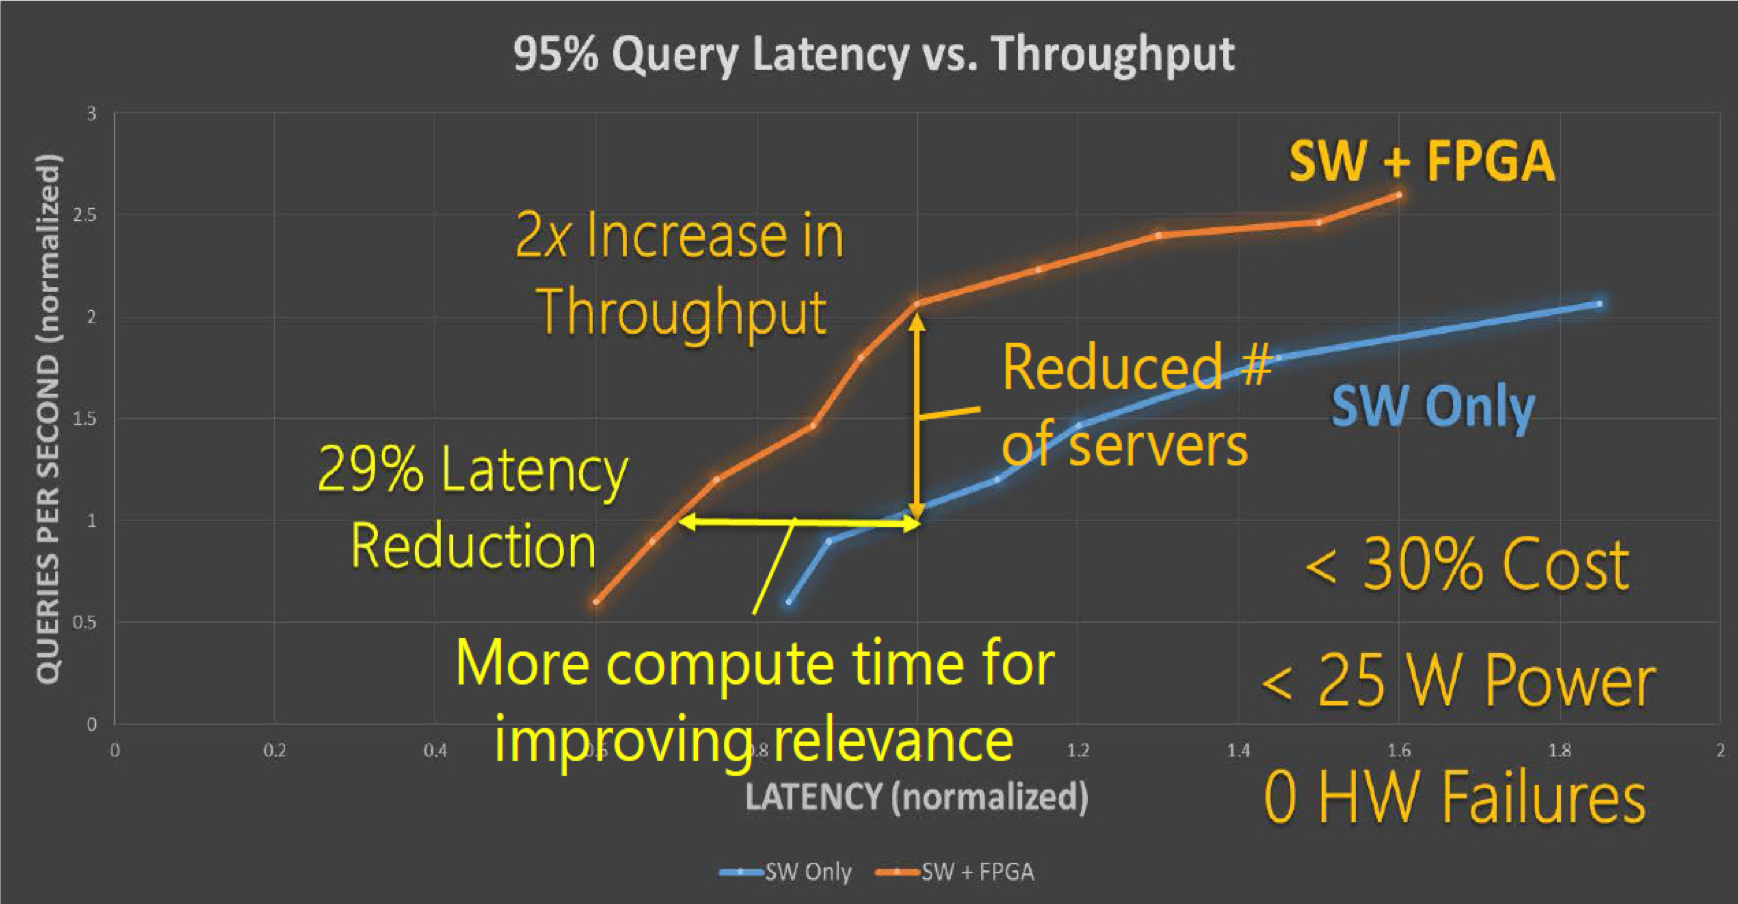 95% Query Latency vs. Throughput
QUERIES PER SECOND (normalized)
3
2.5
2
1.5
1
0.5
0
SW + FPGA
2x Increase in
Throughput
Reduced #
of servers
SW Only
29% Latency
Reduction
< 30% Cost
More compute time for
improving relevance
< 25 W Power
0 HW Failures
0
0.2
0.4
0.6
0.8
1.2
1.4
1.6
1.8
2
LATENCY (normalized)
SW Only
SW + FPGA